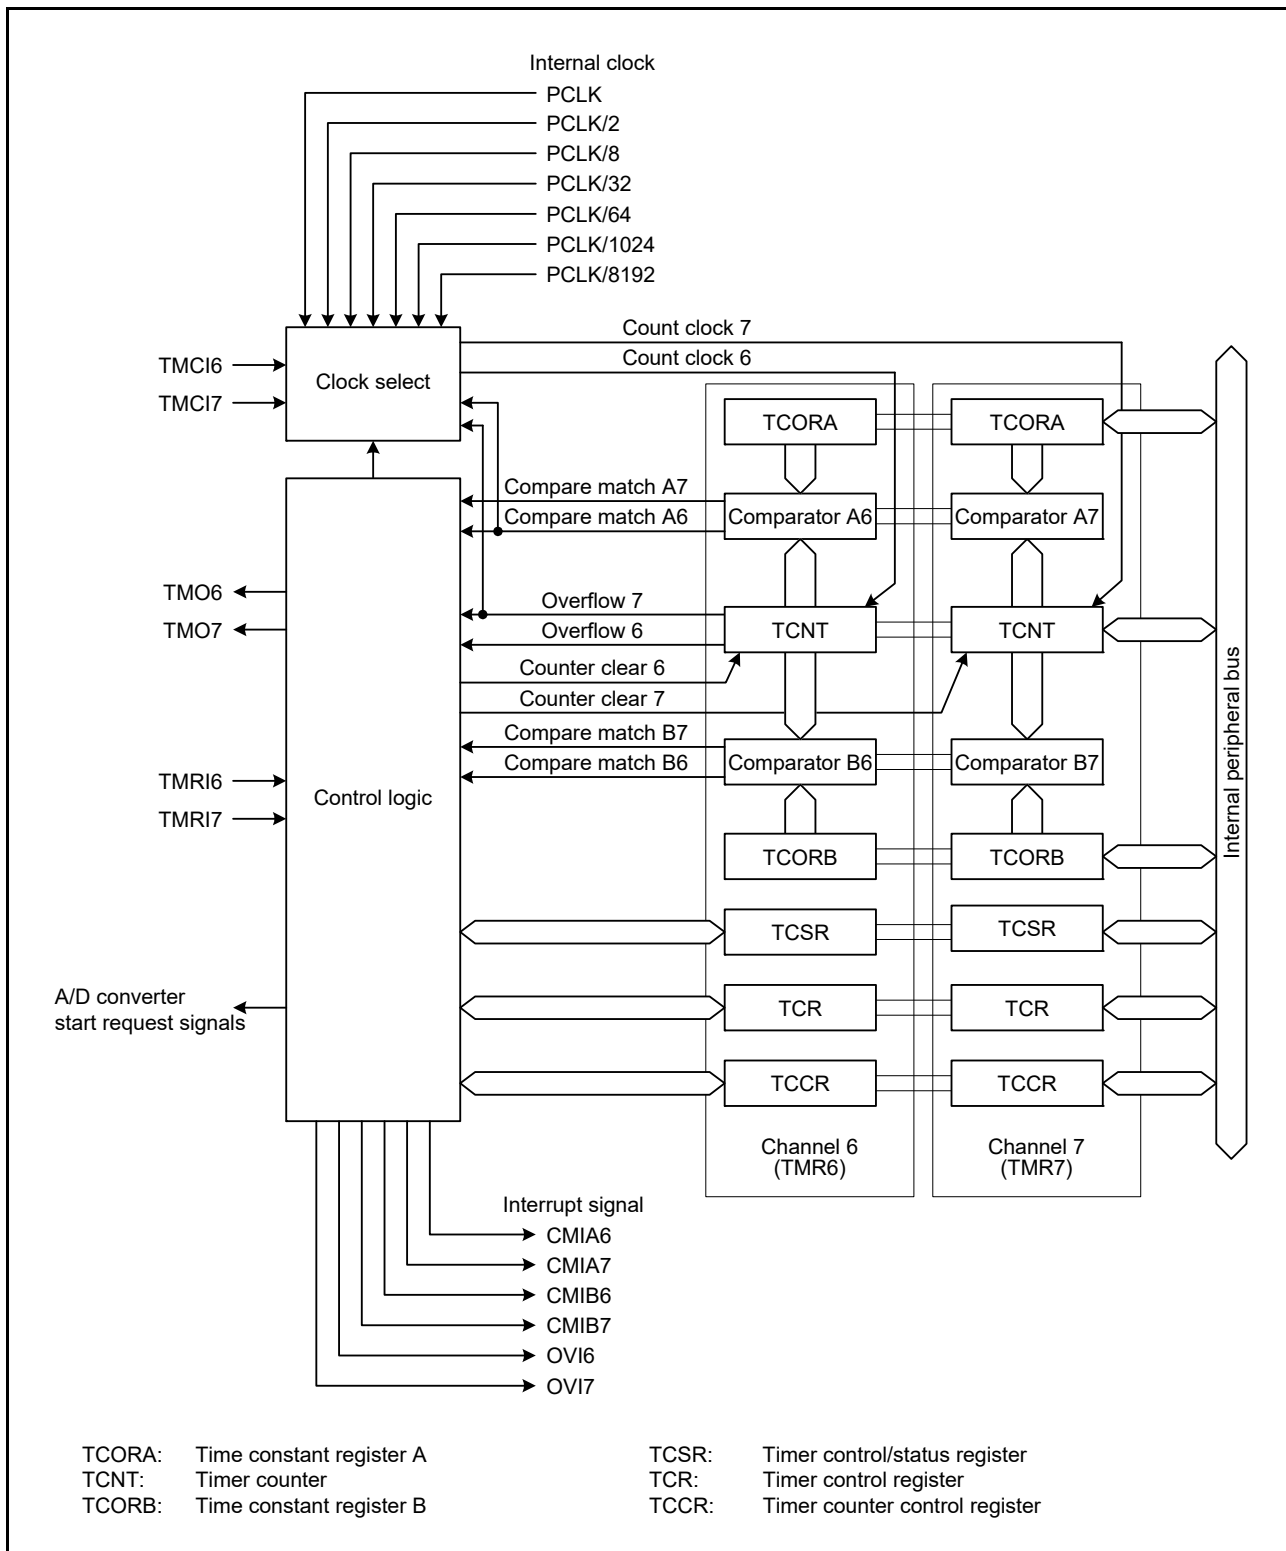 Internal clock
PCLK
PCLK/2
PCLK/8
PCLK/32
PCLK/64
PCLK/1024
PCLK/8192
Count clock 7
Count clock 6
TMCI6
TMCI7
Clock select
TCORA
TCORA
Compare match A7
Compare match A6
Comparator A6
Comparator A7
TMO6
TMO7
Overflow 7
Overflow 6
TCNT
TCNT
Counter clear 6
Counter clear 7
Compare match B7
Compare match B6
Comparator B6
Comparator B7
TMRI6
TMRI7
Control logic
Internal peripheral bus
TCORB
TCORB
TCSR
TCSR
A/D converter
start request signals
TCR
TCR
TCCR
TCCR
Channel 6
(TMR6)
Channel 7
(TMR7)
Interrupt signal
CMIA6
CMIA7
CMIB6
CMIB7
OVI6
OVI7
TCORA: Time constant register A
TCNT: Timer counter
TCORB: Time constant register B
TCSR: Timer control/status register
TCR: Timer control register
TCCR: Timer counter control register